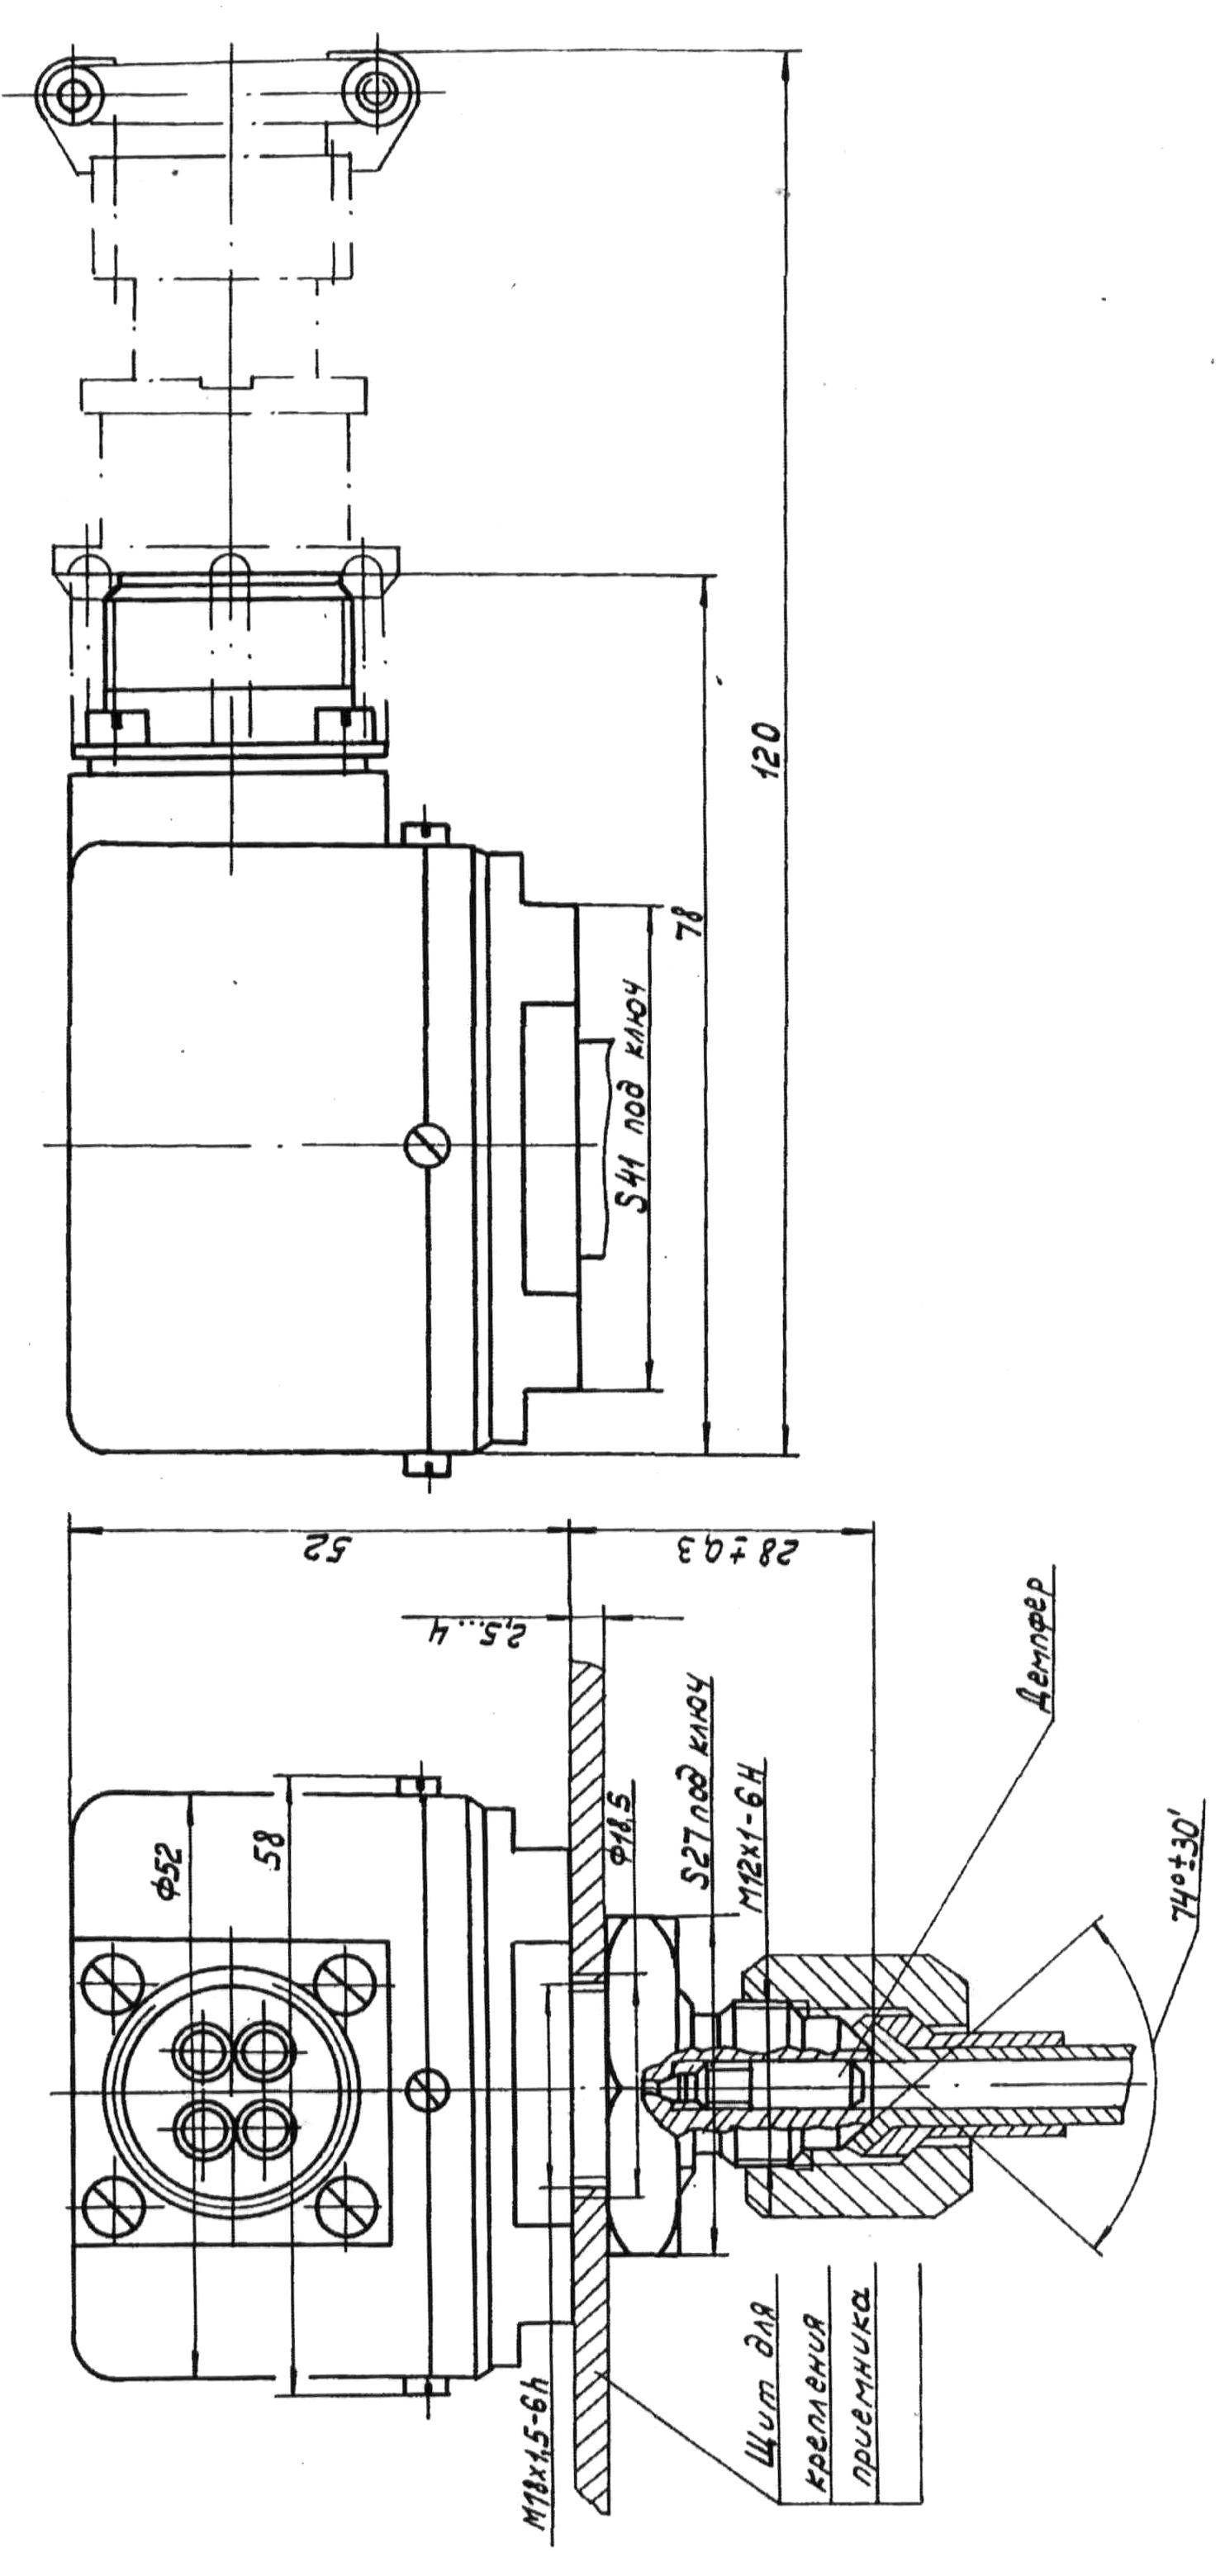 120
78
S41 под ключ
52
28±0,3
2,5...4
Ф52
58
Ф18,5
S27 под ключ
М12х1-6Н
М18х1,5-6h
Демпфер
74°±30'
Щит для
крепления
приемника